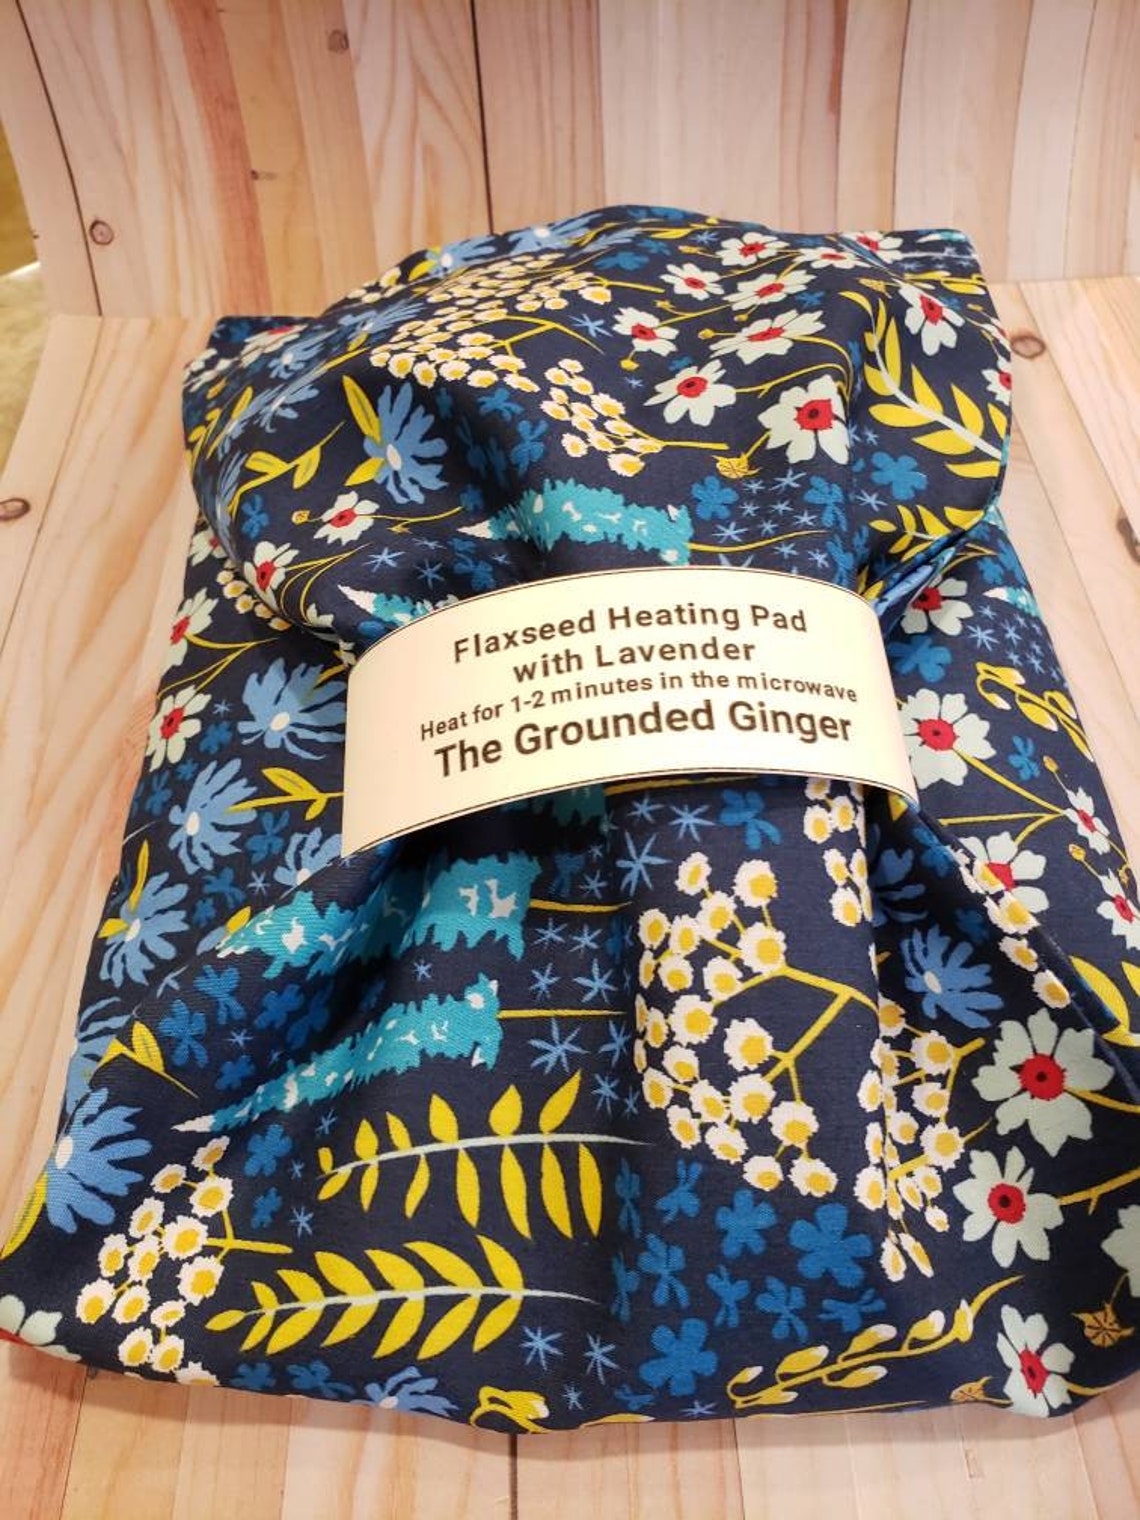 Flaxseed Heating Pad
with Lavender
Heat for 1-2 minutes in the microwave
The Grounded Ginger